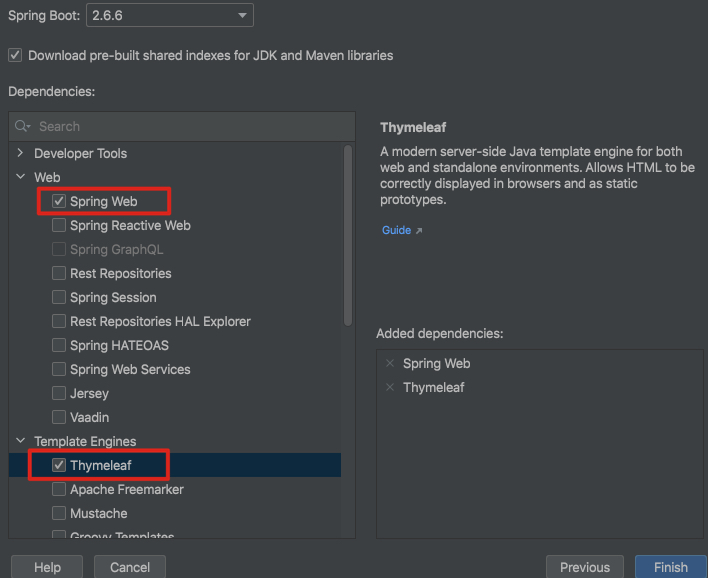 Spring Boot: 2.6.6
Download pre-built shared indexes for JDK and Maven libraries
Dependencies:
Search
Developer Tools
Web
Spring Web
Spring Reactive Web
Spring GraphQL
Rest Repositories
Spring Session
Rest Repositories HAL Explorer
Spring HATEOAS
Spring Web Services
Jersey
Vaadin
Template Engines
Thymeleaf
Apache Freemarker
Mustache
Groovy Templates
Thymeleaf
A modern server-side Java template engine for both
web and standalone environments. Allows HTML to be
correctly displayed in browsers and as static
prototypes.
Guide ↗
Added dependencies:
× Spring Web
× Thymeleaf
Help
Cancel
Previous
Finish